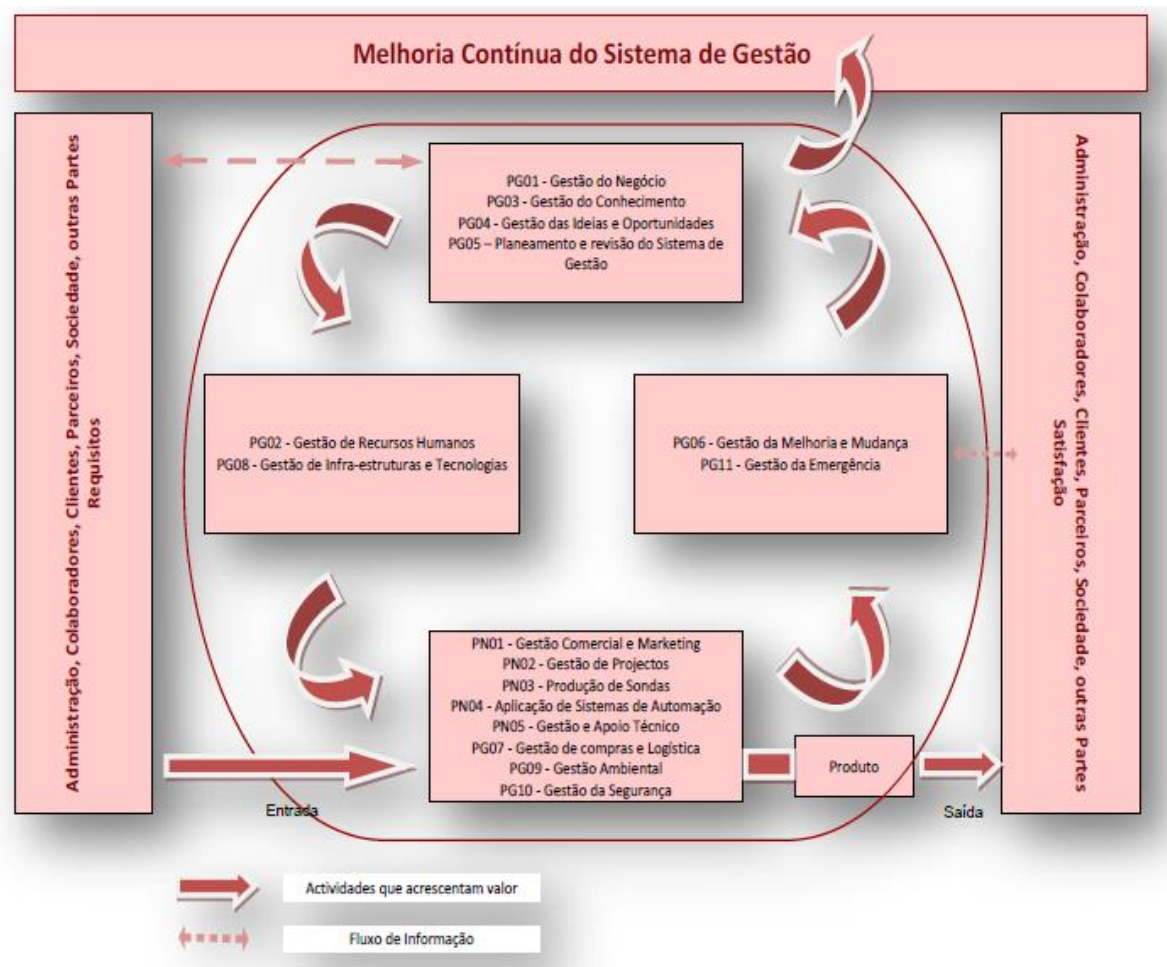 Melhoria Contínua do Sistema de Gestão
Administração, Colaboradores, Clientes, Parceiros, Sociedade, outras Partes
Requisitos
PG01 - Gestão do Negócio
PG03 - Gestão do Conhecimento
PG04 - Gestão das Ideias e Oportunidades
PG05 – Planeamento e revisão do Sistema de
Gestão
PG02 - Gestão de Recursos Humanos
PG08 - Gestão de Infra-estruturas e Tecnologias
PG06 - Gestão da Melhoria e Mudança
PG11 - Gestão da Emergência
PN01 - Gestão Comercial e Marketing
PN02 - Gestão de Projectos
PN03 - Produção de Sondas
PN04 - Aplicação de Sistemas de Automação
PN05 - Gestão e Apoio Técnico
PG07 - Gestão de compras e Logística
PG09 - Gestão Ambiental
PG10 - Gestão da Segurança
Entrada
Produto
Saída
Administração, Colaboradores, Clientes, Parceiros, Sociedade, outras Partes
Satisfação
Actividades que acrescentam valor
Fluxo de Informação